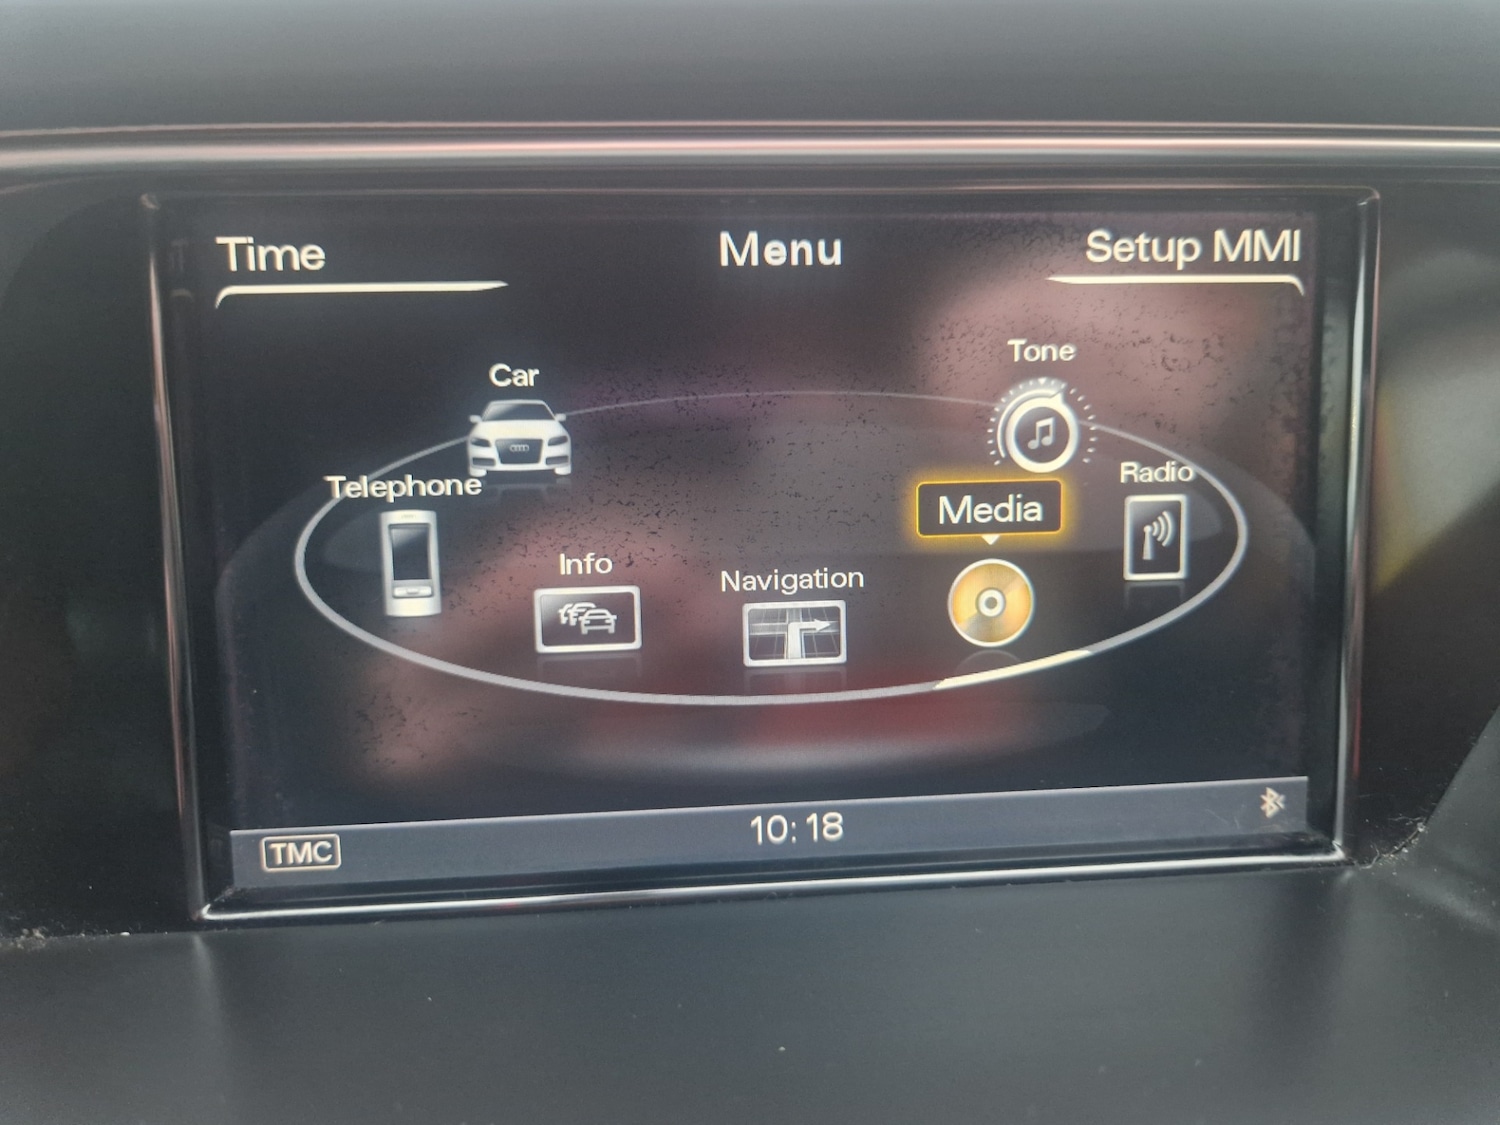 Time
Menu
Setup MMI
Car
Tone
Telephone
Radio
Media
Info
Navigation
TMC
10:18